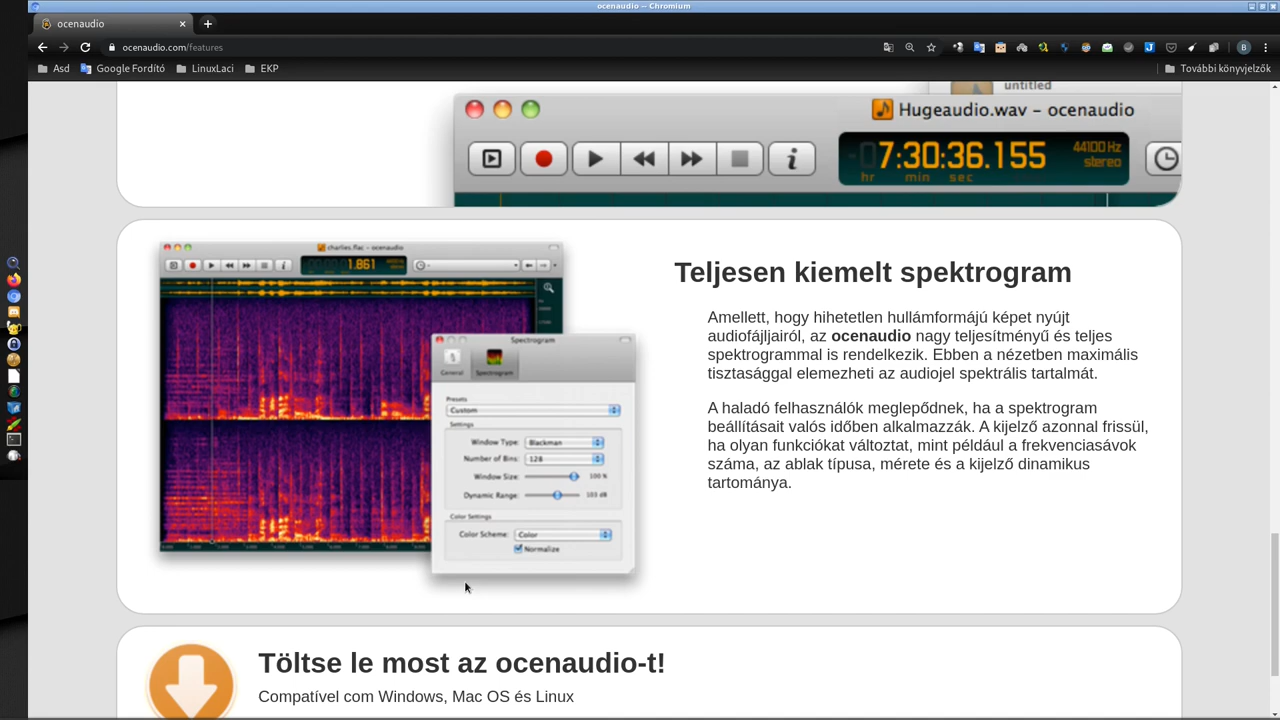 ocenaudio – Chromium
ocenaudio
ocenaudio.com/features
B
Asd
Google Fordító
LinuxLaci
EKP
További könyvjelzők
untitled
Hugeaudio.wav – ocenaudio
7:30:36.155
44100 Hz
stereo
hr min sec
charlies.flac – ocenaudio
1.861
Spectrogram
General
Spectrogram
Presets
Custom
Settings
Window Type: Blackman
Number of Bins: 128
Window Size: 100 %
Dynamic Range: 103 dB
Color Settings
Color Scheme: Color
Normalize
Teljesen kiemelt spektrogram
Amellett, hogy hihetetlen hullámformájú képet nyújt
audiofájljairól, az ocenaudio nagy teljesítményű és teljes
spektrogrammal is rendelkezik. Ebben a nézetben maximális
tisztasággal elemezheti az audiojel spektrális tartalmát.
A haladó felhasználók meglepődnek, ha a spektrogram
beállításait valós időben alkalmazzák. A kijelző azonnal frissül,
ha olyan funkciókat változtat, mint például a frekvenciasávok
száma, az ablak típusa, mérete és a kijelző dinamikus
tartománya.
Töltse le most az ocenaudio-t!
Compatível com Windows, Mac OS és Linux